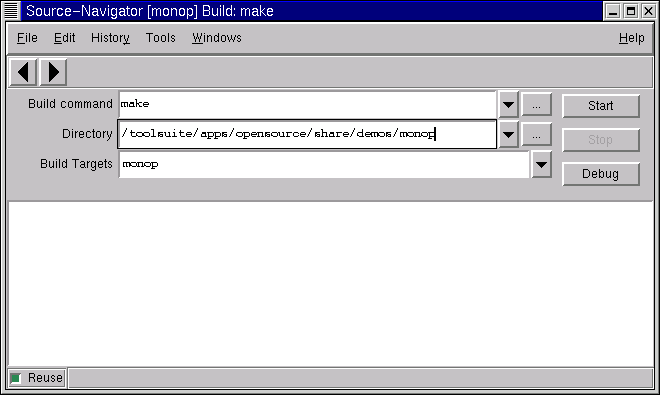 Source-Navigator [monop] Build: make
File Edit History Tools Windows Help
Build command make ... Start
Directory /toolsuite/apps/opensource/share/demos/monop ... Stop
Build Targets monop Debug
Reuse